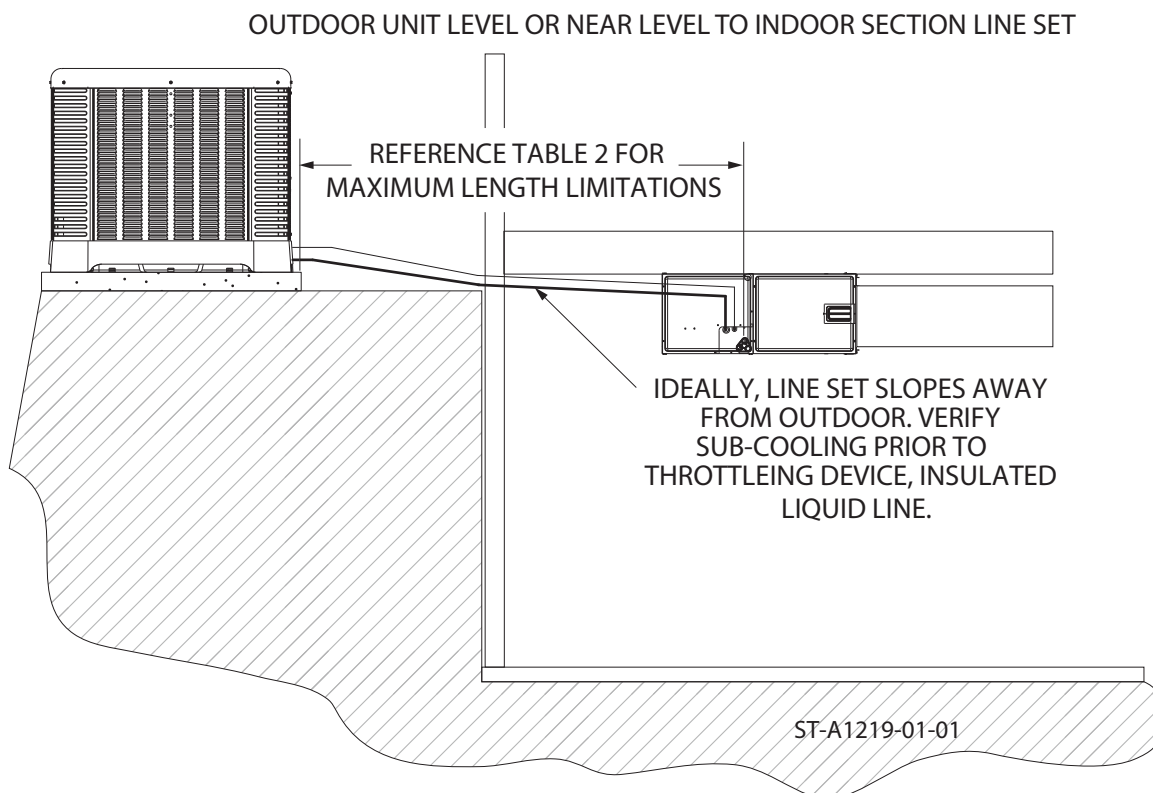 OUTDOOR UNIT LEVEL OR NEAR LEVEL TO INDOOR SECTION LINE SET
REFERENCE TABLE 2 FOR
MAXIMUM LENGTH LIMITATIONS
IDEALLY, LINE SET SLOPES AWAY
FROM OUTDOOR. VERIFY
SUB-COOLING PRIOR TO
THROTTLEING DEVICE, INSULATED
LIQUID LINE.
ST-A1219-01-01